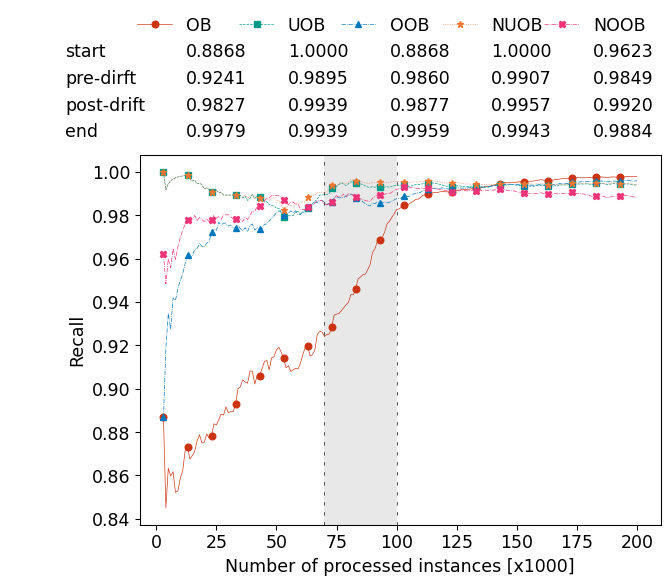 OB UOB OOB NUOB NOOB
start 0.8868 1.0000 0.8868 1.0000 0.9623
pre-dirft 0.9241 0.9895 0.9860 0.9907 0.9849
post-drift 0.9827 0.9939 0.9877 0.9957 0.9920
end 0.9979 0.9939 0.9959 0.9943 0.9884
1.00
0.98
0.96
0.94
0.92
0.90
0.88
0.86
0.84
Recall
0 25 50 75 100 125 150 175 200
Number of processed instances [x1000]